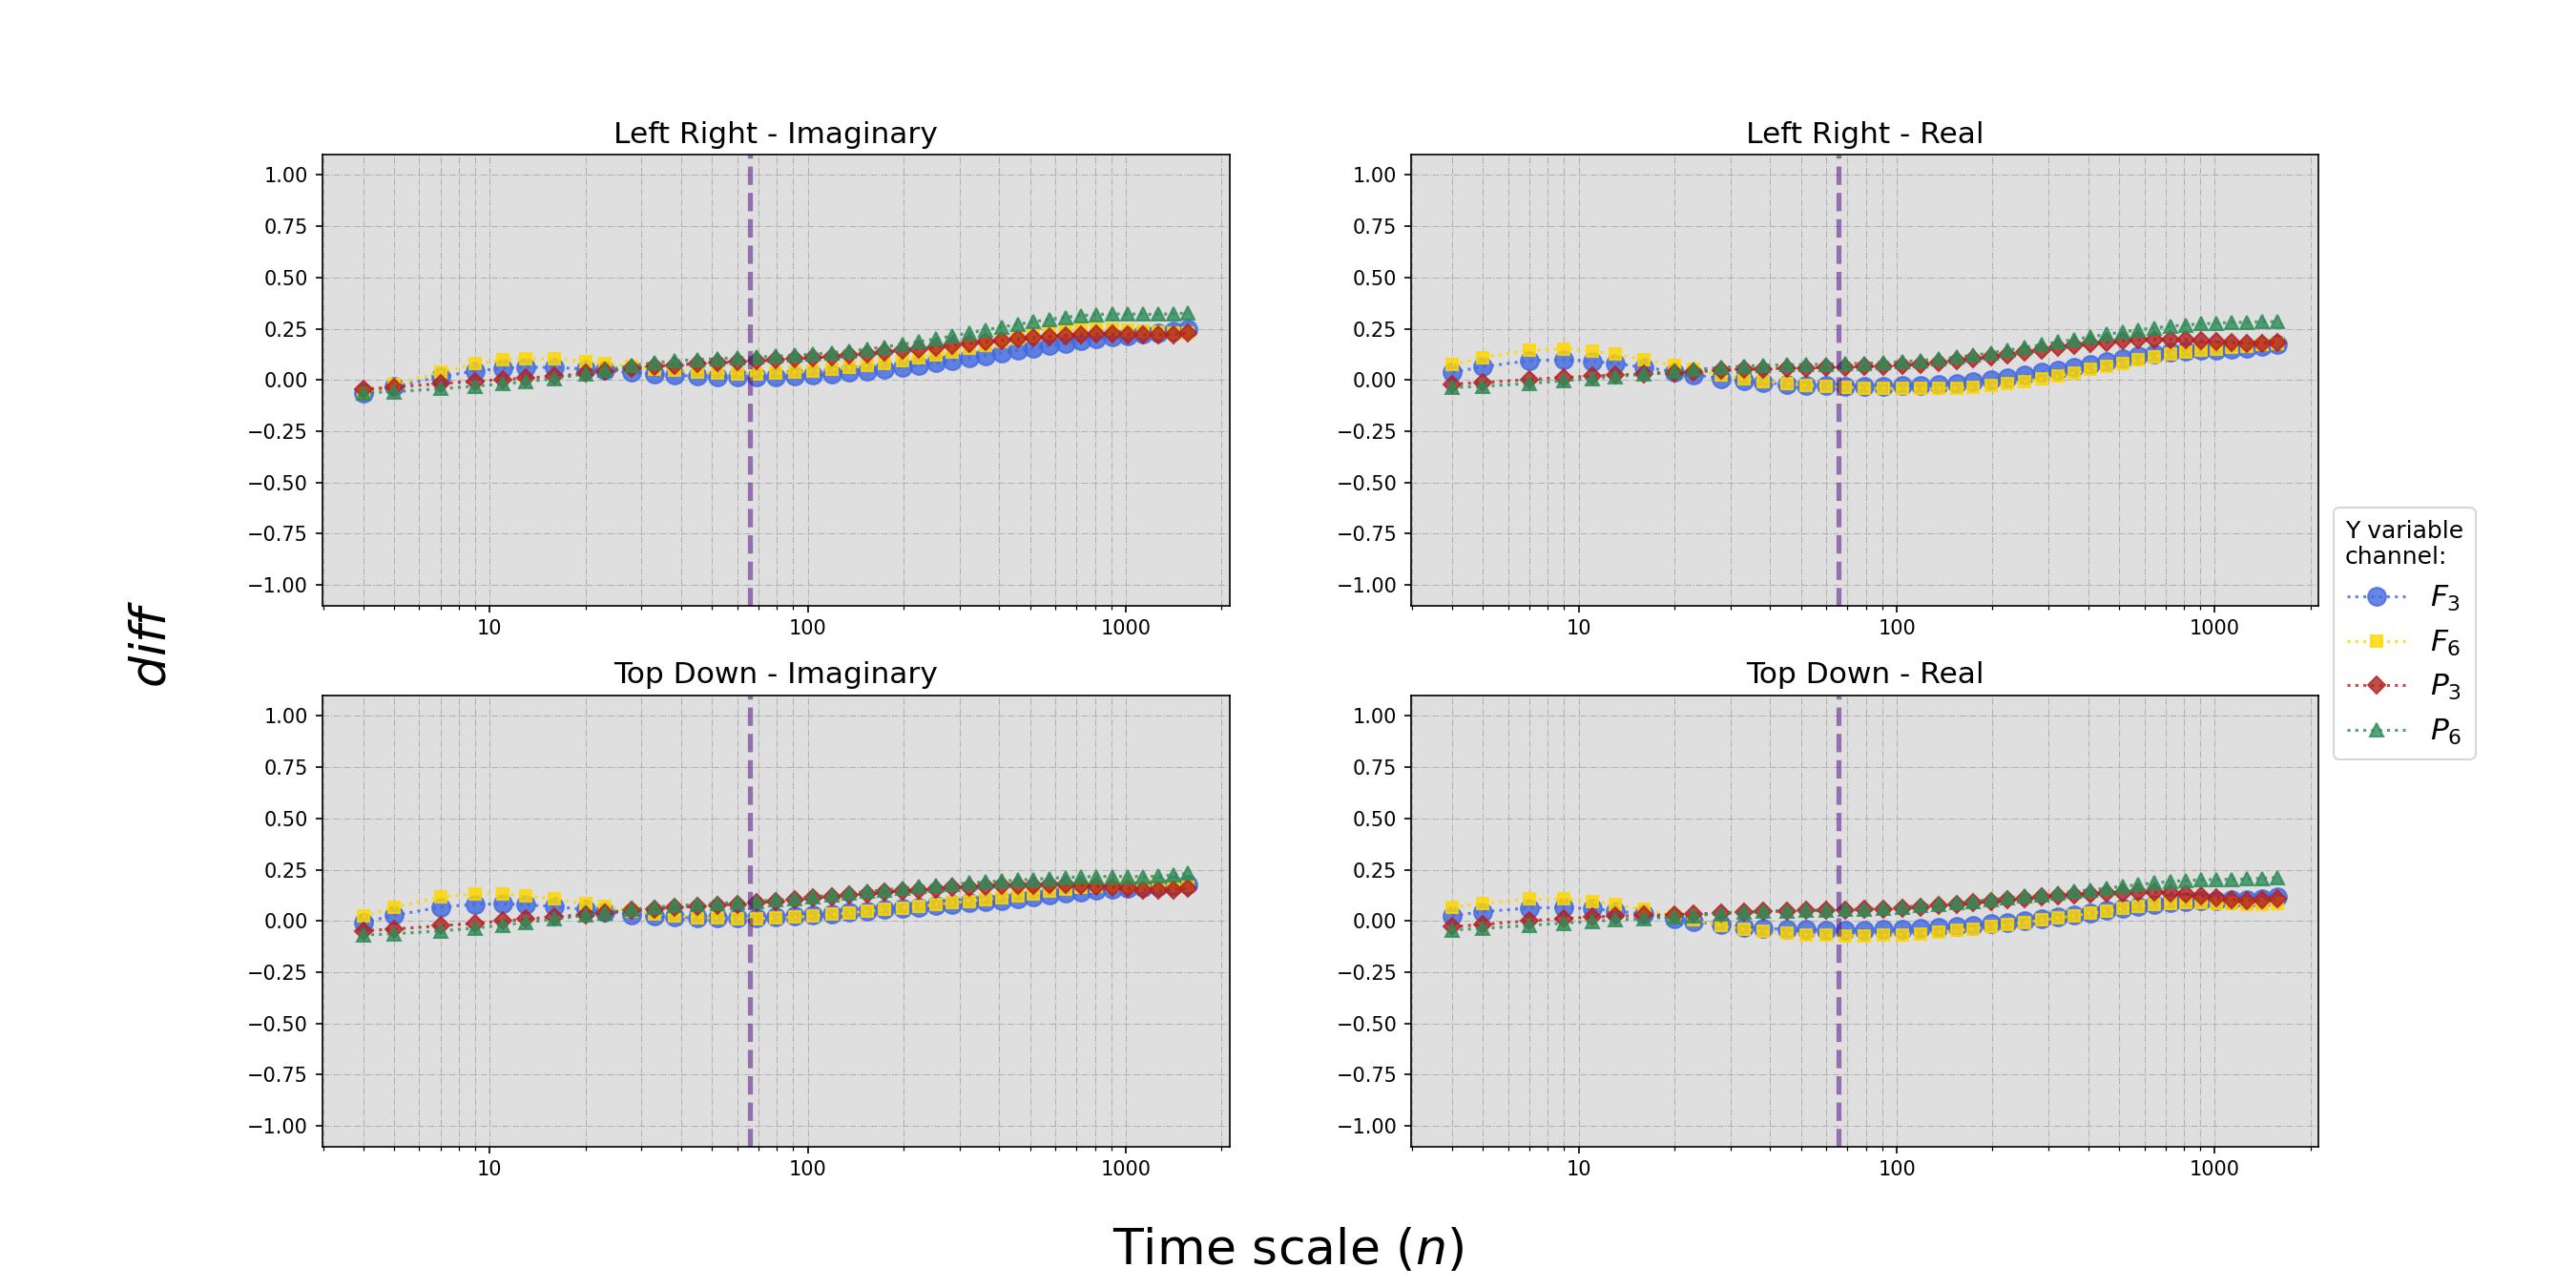 Left Right - Imaginary
1.00
0.75
0.50
0.25
0.00
−0.25
−0.50
−0.75
−1.00
10 100 1000
Left Right - Real
1.00
0.75
0.50
0.25
0.00
−0.25
−0.50
−0.75
−1.00
10 100 1000
Top Down - Imaginary
1.00
0.75
0.50
0.25
0.00
−0.25
−0.50
−0.75
−1.00
10 100 1000
Top Down - Real
1.00
0.75
0.50
0.25
0.00
−0.25
−0.50
−0.75
−1.00
10 100 1000
diff
Time scale (n)
Y variable
channel:
F3
F6
P3
P6